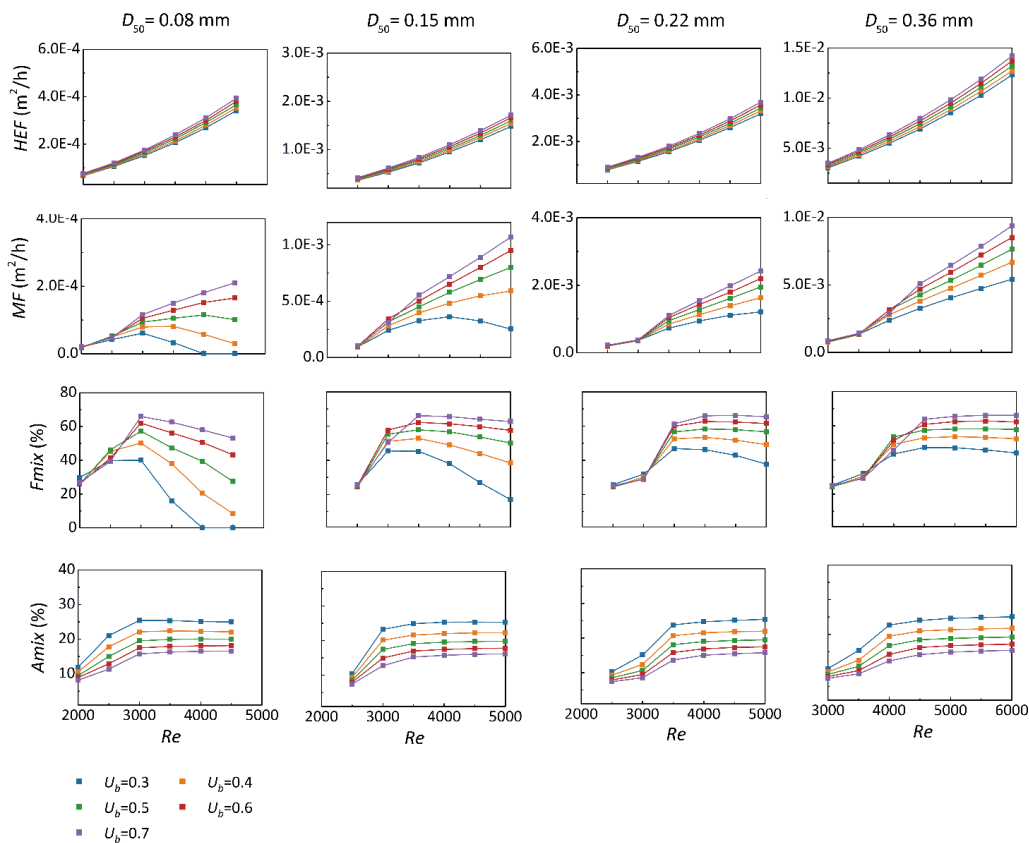 D50= 0.08 mm D50= 0.15 mm D50= 0.22 mm D50= 0.36 mm
HEF (m²/h)
6.0E-4
4.0E-4
2.0E-4
3.0E-3
2.0E-3
1.0E-3
6.0E-3
4.0E-3
2.0E-3
1.5E-2
1.0E-2
5.0E-3
MF (m²/h)
4.0E-4
2.0E-4
0.0
1.0E-3
5.0E-4
0.0
4.0E-3
2.0E-3
0.0
1.0E-2
5.0E-3
0.0
Fmix (%)
80
60
40
20
0
Amix (%)
40
30
20
10
2000 3000 4000 5000
2000 3000 4000 5000
2000 3000 4000 5000
3000 4000 5000 6000
Re Re Re Re
Ub=0.3 Ub=0.4
Ub=0.5 Ub=0.6
Ub=0.7